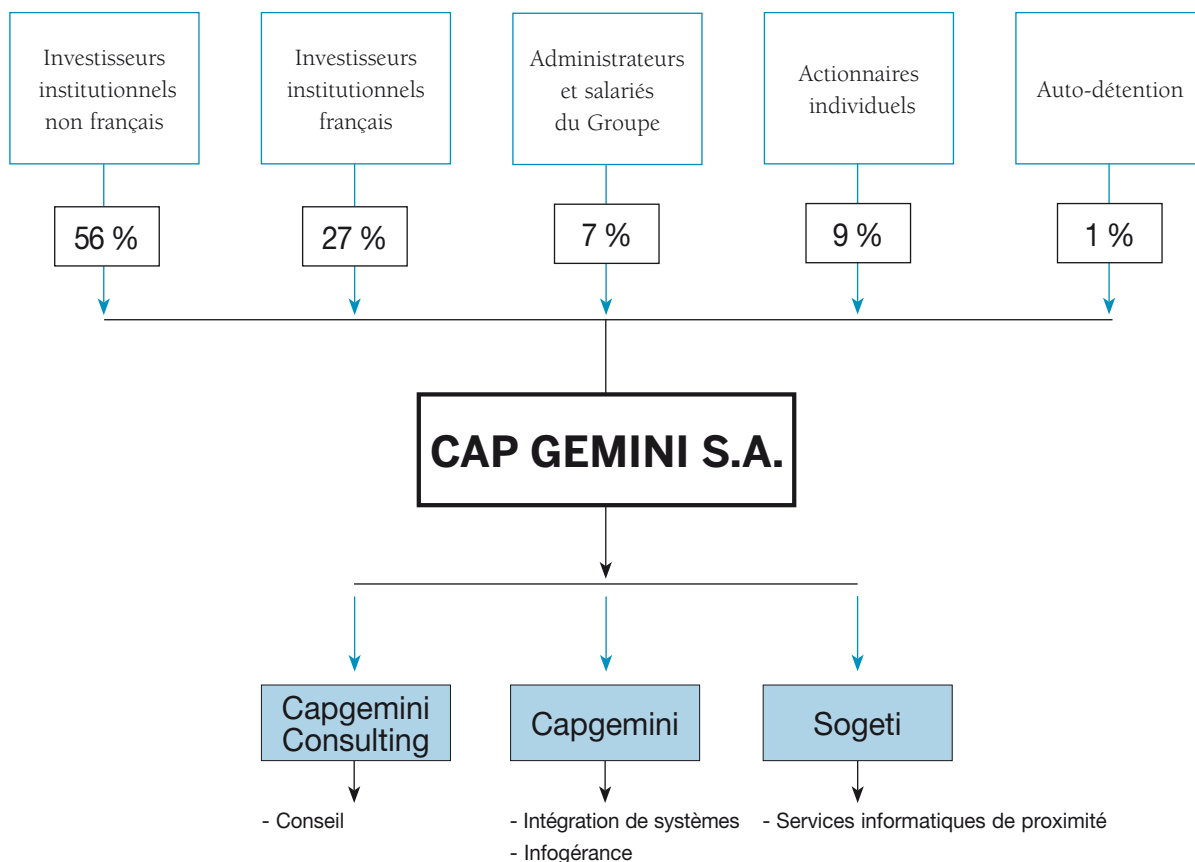 Investisseurs
institutionnels
non français
Investisseurs
institutionnels
français
Administrateurs
et salariés
du Groupe
Actionnaires
individuels
Auto-détention
56 %
27 %
7 %
9 %
1 %
CAP GEMINI S.A.
Capgemini
Consulting
Capgemini
Sogeti
- Conseil
- Intégration de systèmes
- Infogérance
- Services informatiques de proximité